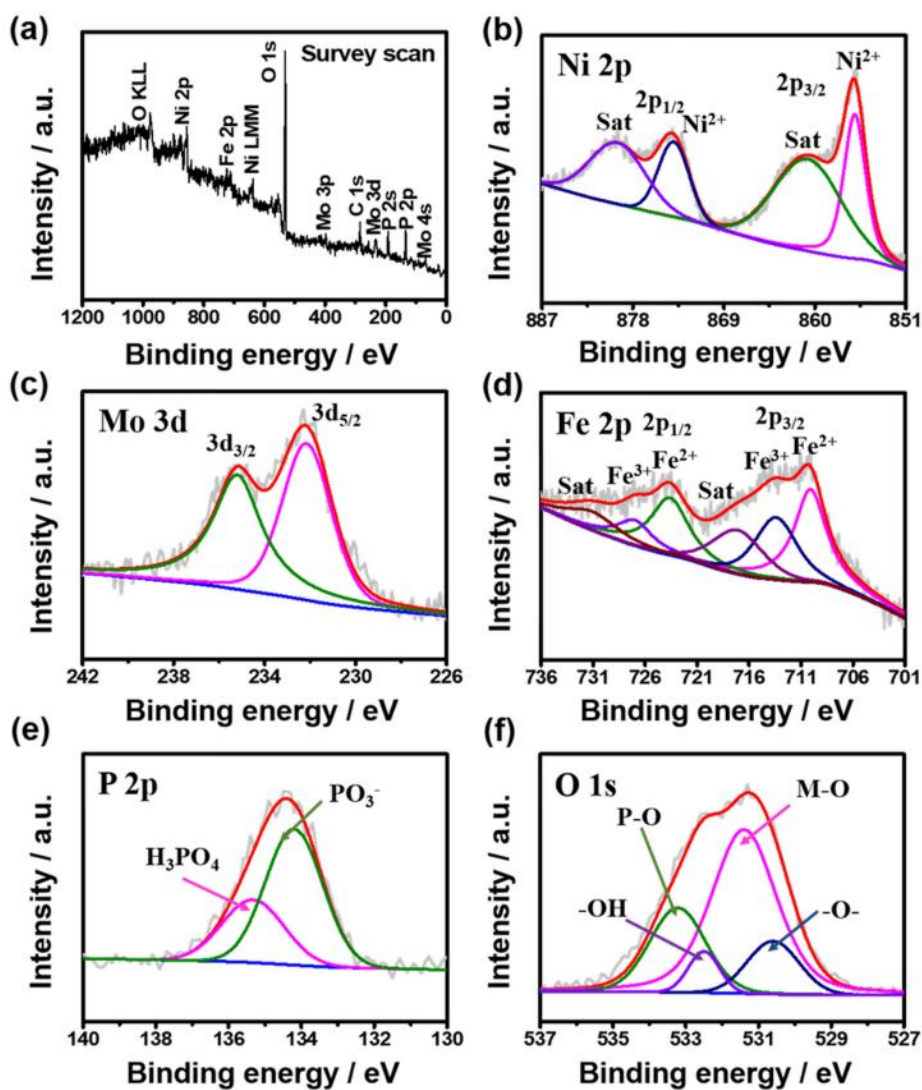 (a)
Survey scan
O KLL
Ni 2p
Fe 2p
Ni LMM
O 1s
Mo 3p
C 1s
Mo 3d
P 2s
P 2p
Mo 4s
Intensity / a.u.
1200 1000 800 600 400 200 0
Binding energy / eV
(b)
Ni 2p
Ni²⁺
2p₃/₂
2p₁/₂
Sat
Ni²⁺
Sat
Intensity / a.u.
887 878 869 860 851
Binding energy / eV
(c)
Mo 3d
3d₅/₂
3d₃/₂
Intensity / a.u.
242 238 234 230 226
Binding energy / eV
(d)
Fe 2p
2p₁/₂
2p₃/₂
Fe³⁺
Fe²⁺
Fe³⁺
Fe²⁺
Sat
Sat
Intensity / a.u.
736 731 726 721 716 711 706 701
Binding energy / eV
(e)
P 2p
PO₃⁻
H₃PO₄
Intensity / a.u.
140 138 136 134 132 130
Binding energy / eV
(f)
O 1s
M-O
P-O
-OH
-O-
Intensity / a.u.
537 535 533 531 529 527
Binding energy / eV